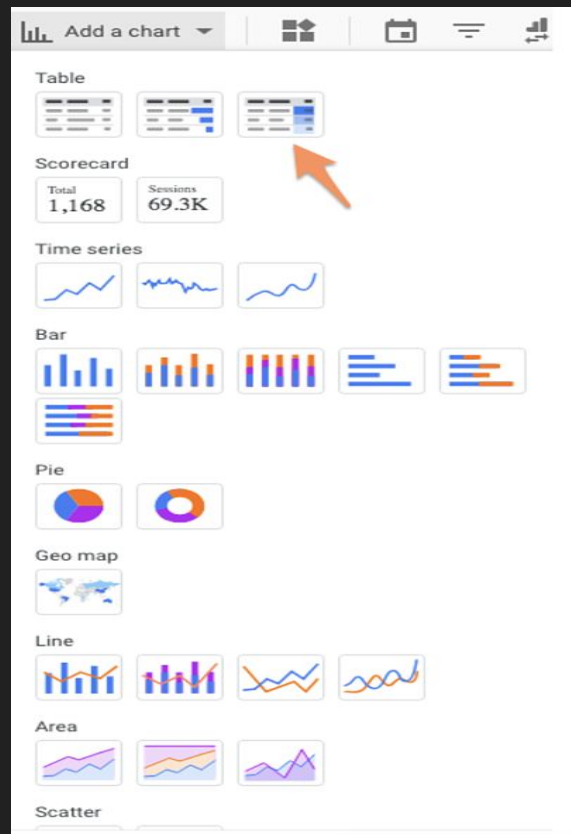 Add a chart
Table
Scorecard
Total
1,168
Sessions
69.3K
Time series
Bar
Pie
Geo map
Line
Area
Scatter